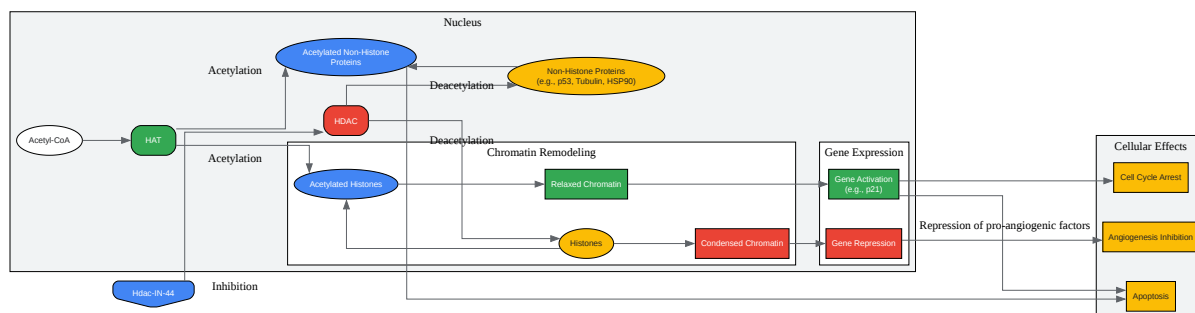 Nucleus
Acetylated Non-Histone
Proteins
Acetylation
Non-Histone Proteins
(e.g., p53, Tubulin, HSP90)
Deacetylation
HDAC
Acetyl-CoA
HAT
Deacetylation
Acetylation
Chromatin Remodeling
Gene Expression
Cellular Effects
Acetylated Histones
Relaxed Chromatin
Gene Activation
(e.g., p21)
Cell Cycle Arrest
Repression of pro-angiogenic factors
Histones
Condensed Chromatin
Gene Repression
Angiogenesis Inhibition
Hdac-IN-44
Inhibition
Apoptosis